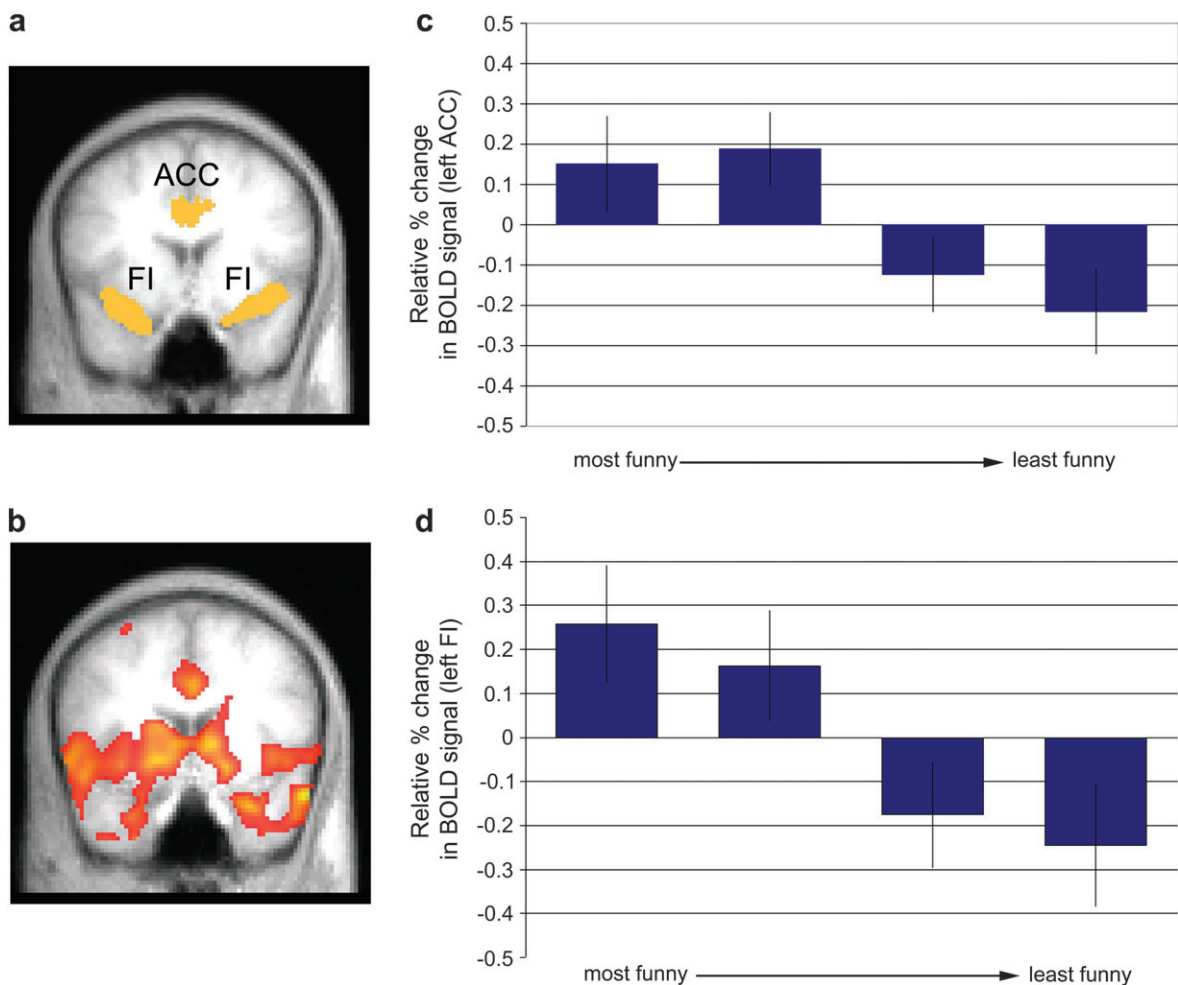 a
ACC
FI FI
b
c
Relative % change
in BOLD signal (left ACC)
0.5
0.4
0.3
0.2
0.1
0
-0.1
-0.2
-0.3
-0.4
-0.5
most funny least funny
d
Relative % change
in BOLD signal (left FI)
0.5
0.4
0.3
0.2
0.1
0
-0.1
-0.2
-0.3
-0.4
-0.5
most funny least funny